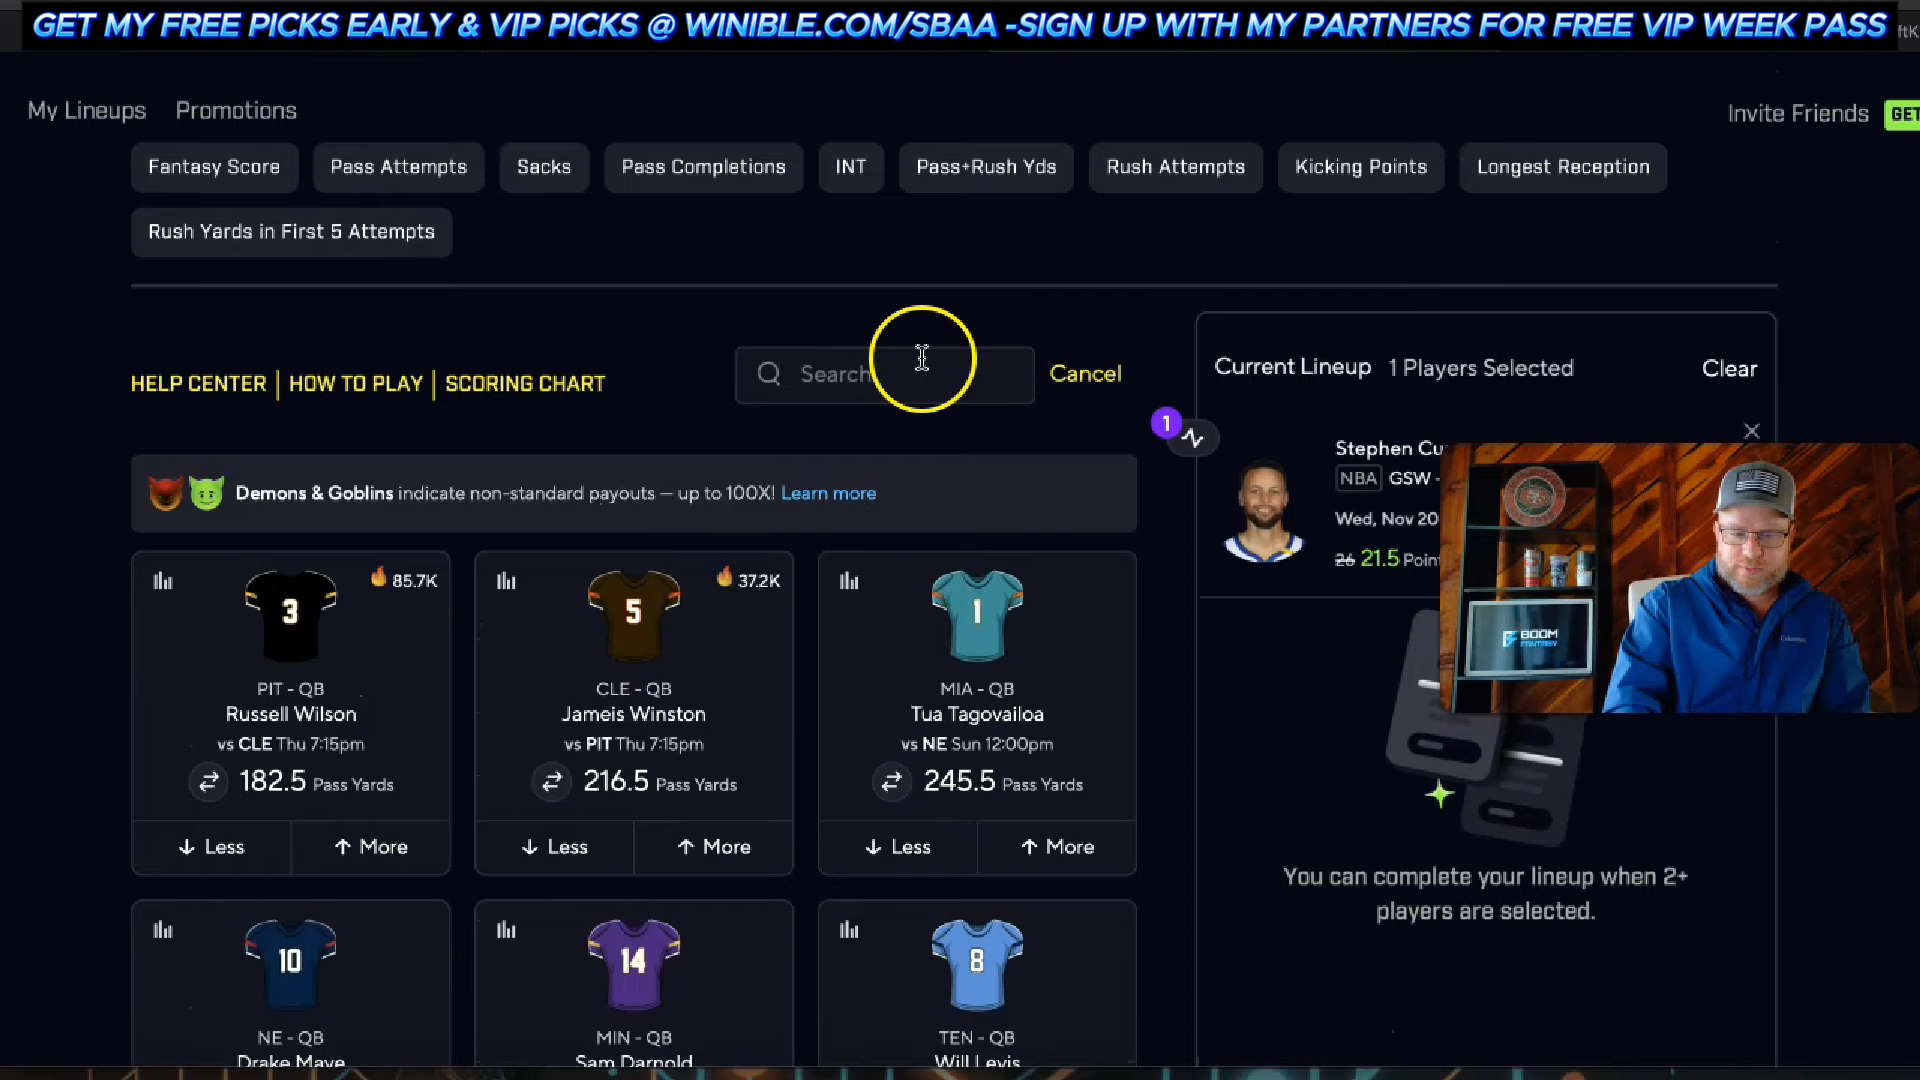 GET MY FREE PICKS EARLY & VIP PICKS @ WINIBLE.COM/SBAA -SIGN UP WITH MY PARTNERS FOR FREE VIP WEEK PASS
My Lineups Promotions Invite Friends GET
Fantasy Score Pass Attempts Sacks Pass Completions INT Pass+Rush Yds Rush Attempts Kicking Points Longest Reception
Rush Yards in First 5 Attempts
HELP CENTER | HOW TO PLAY | SCORING CHART
Search Cancel
Demons & Goblins indicate non-standard payouts — up to 100X! Learn more
3 85.7K
PIT - QB
Russell Wilson
vs CLE Thu 7:15pm
182.5 Pass Yards
Less More
5 37.2K
CLE - QB
Jameis Winston
vs PIT Thu 7:15pm
216.5 Pass Yards
Less More
1
MIA - QB
Tua Tagovailoa
vs NE Sun 12:00pm
245.5 Pass Yards
Less More
10
NE - QB
Drake Maye
14
MIN - QB
Sam Darnold
8
TEN - QB
Will Levis
Current Lineup 1 Players Selected Clear
1
Stephen Cu
NBA GSW -
Wed, Nov 20
26 21.5 Point
BOOM
FANTASY
You can complete your lineup when 2+
players are selected.